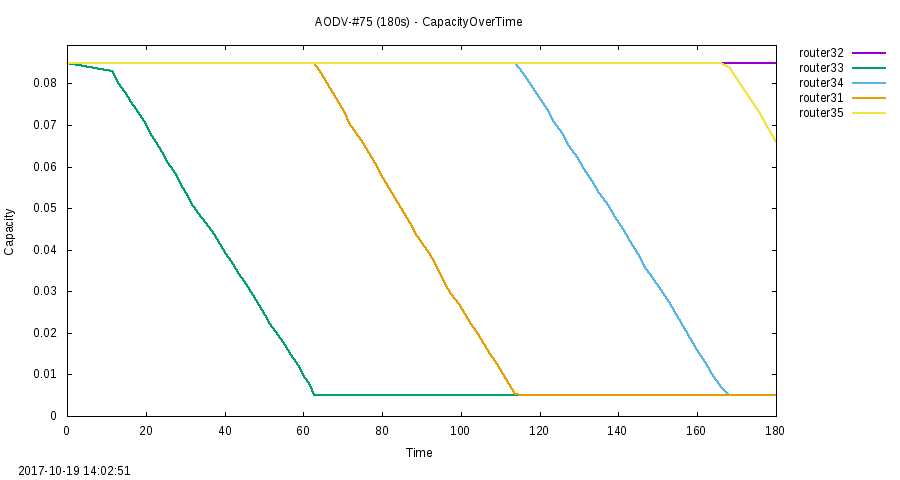 AODV-#75 (180s) - CapacityOverTime
router32
router33
router34
router31
router35
0.08
0.07
0.06
0.05
0.04
0.03
0.02
0.01
0
Capacity
0 20 40 60 80 100 120 140 160 180
Time
2017-10-19 14:02:51